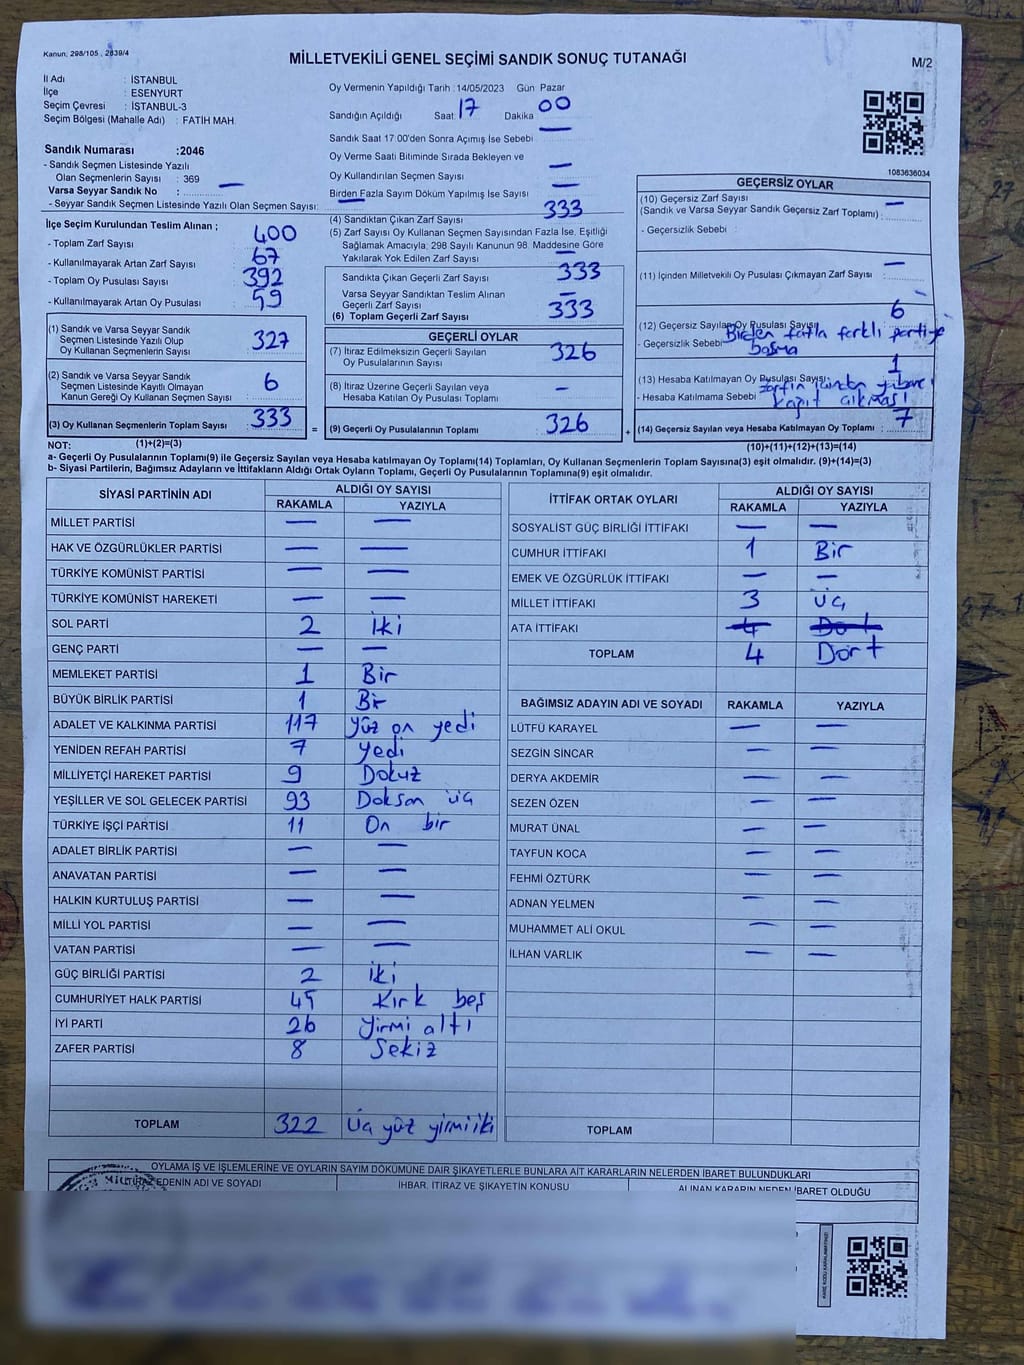 Kanun; 298/105 , 2839/4
MİLLETVEKİLİ GENEL SEÇİMİ SANDIK SONUÇ TUTANAĞI
M/2
İl Adı : İSTANBUL
İlçe : ESENYURT
Seçim Çevresi : İSTANBUL-3
Seçim Bölgesi (Mahalle Adı) : FATİH MAH.
Sandık Numarası :2046
- Sandık Seçmen Listesinde Yazılı
Olan Seçmenlerin Sayısı : 369
Varsa Seyyar Sandık No : —
- Seyyar Sandık Seçmen Listesinde Yazılı Olan Seçmen Sayısı: —
Oy Vermenin Yapıldığı Tarih : 14/05/2023 Gün Pazar
Sandığın Açıldığı Saat 17 Dakika 00
Sandık Saat 17:00'den Sonra Açımış İse Sebebi —
Oy Verme Saati Bitiminde Sırada Bekleyen ve
Oy Kullandırılan Seçmen Sayısı —
Birden Fazla Sayım Döküm Yapılmış İse Sayısı —
1083636034
İlçe Seçim Kurulundan Teslim Alınan ;
- Toplam Zarf Sayısı 400
- Kullanılmayarak Artan Zarf Sayısı 67
- Toplam Oy Pusulası Sayısı 392
- Kullanılmayarak Artan Oy Pusulası 59
(1) Sandık ve Varsa Seyyar Sandık
Seçmen Listesinde Yazılı Olup
Oy Kullanan Seçmenlerin Sayısı 327
(2) Sandık ve Varsa Seyyar Sandık
Seçmen Listesinde Kayıtlı Olmayan
Kanun Gereği Oy Kullanan Seçmen Sayısı 6
(3) Oy Kullanan Seçmenlerin Toplam Sayısı 333 =
(4) Sandıktan Çıkan Zarf Sayısı 333
(5) Zarf Sayısı Oy Kullanan Seçmen Sayısından Fazla İse, Eşitliği
Sağlamak Amacıyla; 298 Sayılı Kanunun 98. Maddesine Göre
Yakılarak Yok Edilen Zarf Sayısı —
Sandıkta Çıkan Geçerli Zarf Sayısı 333
Varsa Seyyar Sandıktan Teslim Alınan
Geçerli Zarf Sayısı —
(6) Toplam Geçerli Zarf Sayısı 333
GEÇERLİ OYLAR
(7) İtiraz Edilmeksizin Geçerli Sayılan
Oy Pusulalarının Sayısı 326
(8) İtiraz Üzerine Geçerli Sayılan veya
Hesaba Katılan Oy Pusulası Toplamı —
(9) Geçerli Oy Pusulalarının Toplamı 326 +
GEÇERSİZ OYLAR
(10) Geçersiz Zarf Sayısı
(Sandık ve Varsa Seyyar Sandık Geçersiz Zarf Toplamı) : —
- Geçersizlik Sebebi :
(11) İçinden Milletvekili Oy Pusulası Çıkmayan Zarf Sayısı : —
(12) Geçersiz Sayılan Oy Pusulası Sayısı 6
- Geçersizlik Sebebi Birden fazla farklı partiye
basma
(13) Hesaba Katılmayan Oy Pusulası Sayısı 1
- Hesaba Katılmama Sebebi
kağıt çıkması
(14) Geçersiz Sayılan veya Hesaba Katılmayan Oy Toplamı : 7
NOT: (1)+(2)=(3) (10)+(11)+(12)+(13)=(14)
a- Geçerli Oy Pusulalarının Toplamı(9) ile Geçersiz Sayılan veya Hesaba Katılmayan Oy Toplamı(14) Toplamları, Oy Kullanan Seçmenlerin Toplam Sayısına(3) eşit olmalıdır. (9)+(14)=(3)
b- Siyasi Partilerin, Bağımsız Adayların ve İttifakların Aldığı Ortak Oyların Toplamı, Geçerli Oy Pusulalarının Toplamına(9) eşit olmalıdır.
SİYASİ PARTİNİN ADI ALDIĞI OY SAYISI
RAKAMLA YAZIYLA
MİLLET PARTİSİ — —
HAK VE ÖZGÜRLÜKLER PARTİSİ — —
TÜRKİYE KOMÜNİST PARTİSİ — —
TÜRKİYE KOMÜNİST HAREKETİ — —
SOL PARTİ 2 iki
GENÇ PARTİ — —
MEMLEKET PARTİSİ 1 Bir
BÜYÜK BİRLİK PARTİSİ 1 Bir
ADALET VE KALKINMA PARTİSİ 117 yüz on yedi
YENİDEN REFAH PARTİSİ 7 yedi
MİLLİYETÇİ HAREKET PARTİSİ 9 Dokuz
YEŞİLLER VE SOL GELECEK PARTİSİ 93 Doksan üç
TÜRKİYE İŞÇİ PARTİSİ 11 On bir
ADALET BİRLİK PARTİSİ — —
ANAVATAN PARTİSİ — —
HALKIN KURTULUŞ PARTİSİ — —
MİLLİ YOL PARTİSİ — —
VATAN PARTİSİ — —
GÜÇ BİRLİĞİ PARTİSİ 2 iki
CUMHURİYET HALK PARTİSİ 45 Kırk beş
İYİ PARTİ 26 yirmi altı
ZAFER PARTİSİ 8 Sekiz
TOPLAM 322 Üç yüz yirmi iki
İTTİFAK ORTAK OYLARI ALDIĞI OY SAYISI
RAKAMLA YAZIYLA
SOSYALİST GÜÇ BİRLİĞİ İTTİFAKI — —
CUMHUR İTTİFAKI 1 Bir
EMEK VE ÖZGÜRLÜK İTTİFAKI — —
MİLLET İTTİFAKI 3 üç
ATA İTTİFAKI 4 Dört
TOPLAM 4 Dört
BAĞIMSIZ ADAYIN ADI VE SOYADI RAKAMLA YAZIYLA
LÜTFÜ KARAYEL — —
SEZGİN SİNCAR — —
DERYA AKDEMİR — —
SEZEN ÖZEN — —
MURAT ÜNAL — —
TAYFUN KOCA — —
FEHMİ ÖZTÜRK — —
ADNAN YELMEN — —
MUHAMMET ALİ OKUL — —
İLHAN VARLIK — —
TOPLAM
OYLAMA İŞ VE İŞLEMLERİNE VE OYLARIN SAYIM DÖKÜMÜNE DAİR ŞİKAYETLERLE BUNLARA AİT KARARLARIN NELERDEN İBARET BULUNDUKLARI
İTİRAZ EDENİN ADI VE SOYADI İHBAR, İTİRAZ VE ŞİKAYETİN KONUSU ALINAN KARARIN NEDEN İBARET OLDUĞU